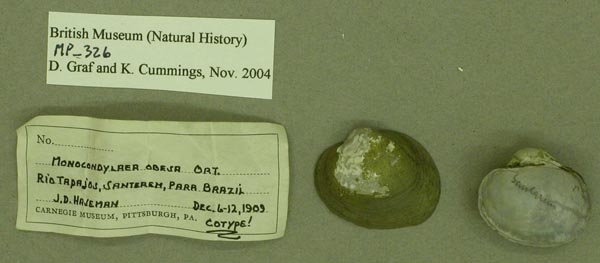 British Museum (Natural History)
MP_326
D. Graf and K. Cummings, Nov. 2004
No.
MONOCONDYLAEA OBESA ORT.
RIO TAPAJOS, SANTEREM, PARA BRAZIL
J.D. HASEMAN DEC. 6-12, 1909
CARNEGIE MUSEUM, PITTSBURGH, PA.
COTYPE!
Santarem